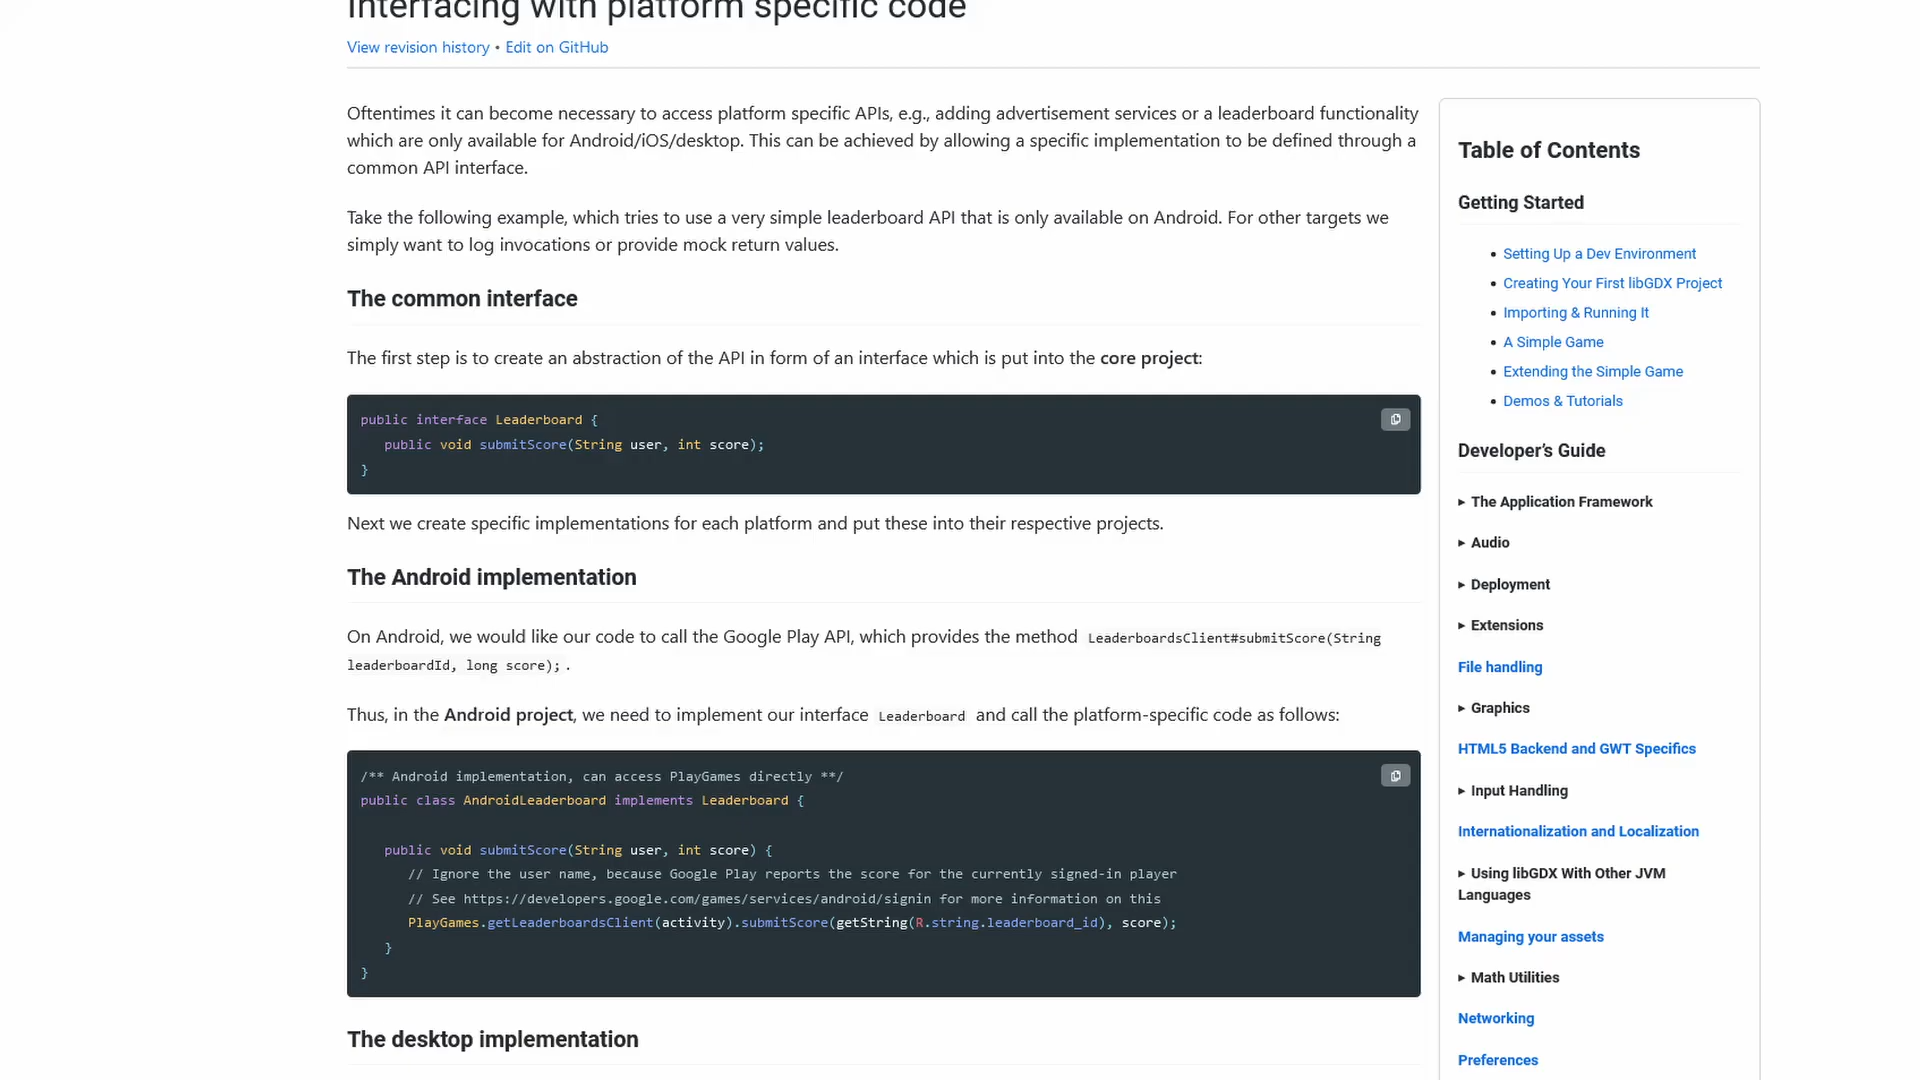 Interfacing with platform specific code
View revision history • Edit on GitHub
Oftentimes it can become necessary to access platform specific APIs, e.g., adding advertisement services or a leaderboard functionality
which are only available for Android/iOS/desktop. This can be achieved by allowing a specific implementation to be defined through a
common API interface.
Take the following example, which tries to use a very simple leaderboard API that is only available on Android. For other targets we
simply want to log invocations or provide mock return values.
The common interface
The first step is to create an abstraction of the API in form of an interface which is put into the core project:
public interface Leaderboard {
public void submitScore(String user, int score);
}
Next we create specific implementations for each platform and put these into their respective projects.
The Android implementation
On Android, we would like our code to call the Google Play API, which provides the method LeaderboardsClient#submitScore(String
leaderboardId, long score); .
Thus, in the Android project, we need to implement our interface Leaderboard and call the platform-specific code as follows:
/** Android implementation, can access PlayGames directly **/
public class AndroidLeaderboard implements Leaderboard {
public void submitScore(String user, int score) {
// Ignore the user name, because Google Play reports the score for the currently signed-in player
// See https://developers.google.com/games/services/android/signin for more information on this
PlayGames.getLeaderboardsClient(activity).submitScore(getString(R.string.leaderboard_id), score);
}
}
The desktop implementation
Table of Contents
Getting Started
• Setting Up a Dev Environment
• Creating Your First libGDX Project
• Importing & Running It
• A Simple Game
• Extending the Simple Game
• Demos & Tutorials
Developer’s Guide
▸ The Application Framework
▸ Audio
▸ Deployment
▸ Extensions
File handling
▸ Graphics
HTML5 Backend and GWT Specifics
▸ Input Handling
Internationalization and Localization
▸ Using libGDX With Other JVM
Languages
Managing your assets
▸ Math Utilities
Networking
Preferences